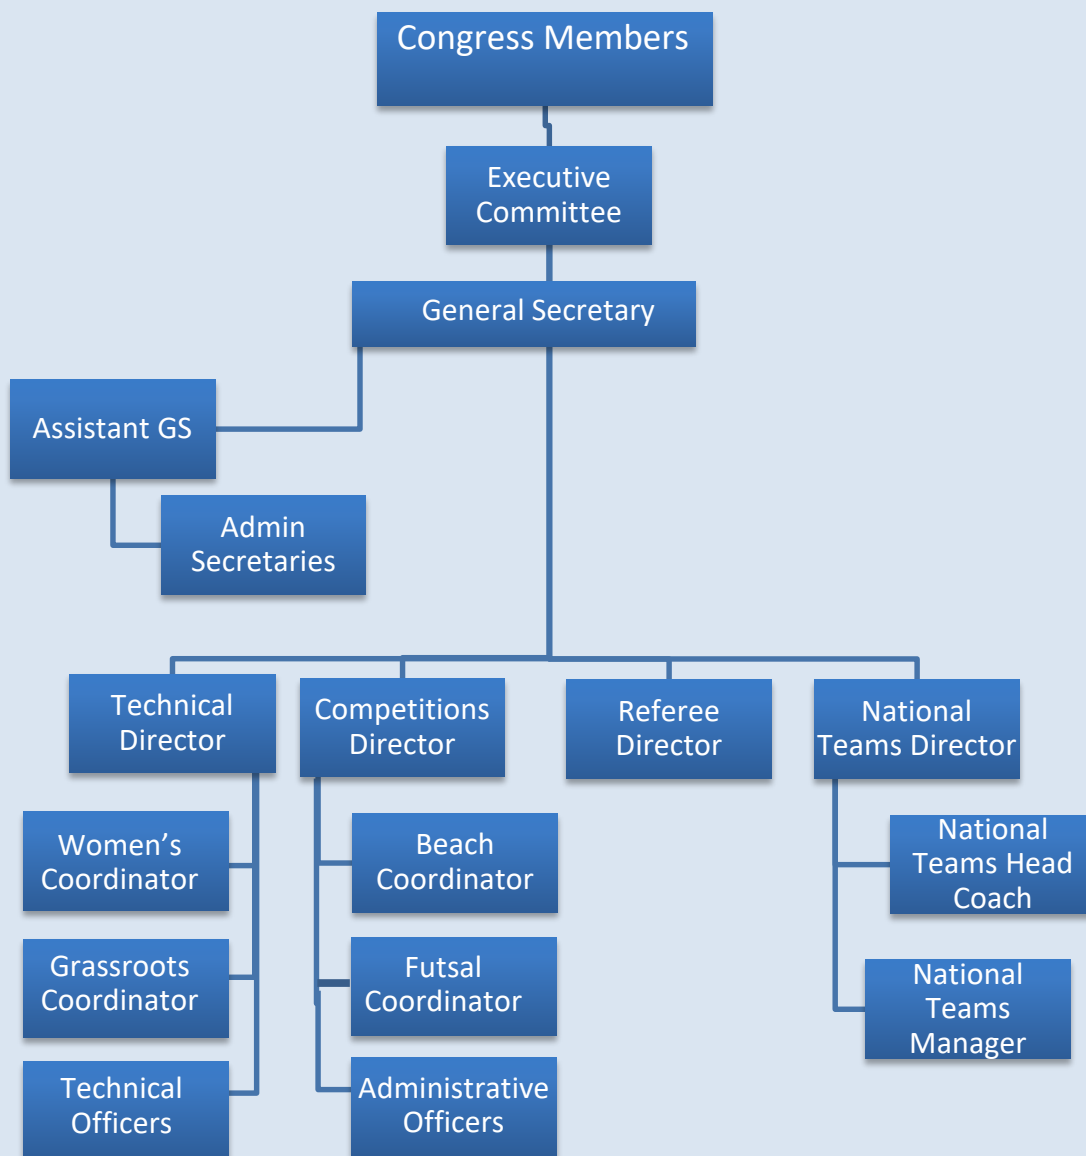 Congress Members
Executive
Committee
General Secretary
Assistant GS
Admin
Secretaries
Technical
Director
Competitions
Director
Referee
Director
National
Teams Director
Women’s
Coordinator
Beach
Coordinator
National
Teams Head
Coach
Grassroots
Coordinator
Futsal
Coordinator
National
Teams
Manager
Technical
Officers
Administrative
Officers